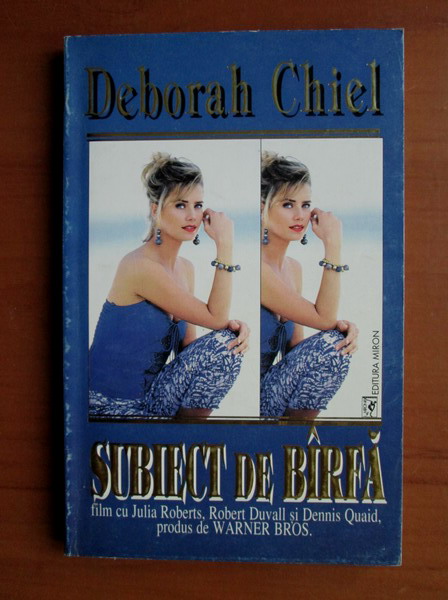 Deborah Chiel
EDITURA MIRON
SUBIECT DE BÎRFĂ
film cu Julia Roberts, Robert Duvall si Dennis Quaid,
produs de WARNER BROS.